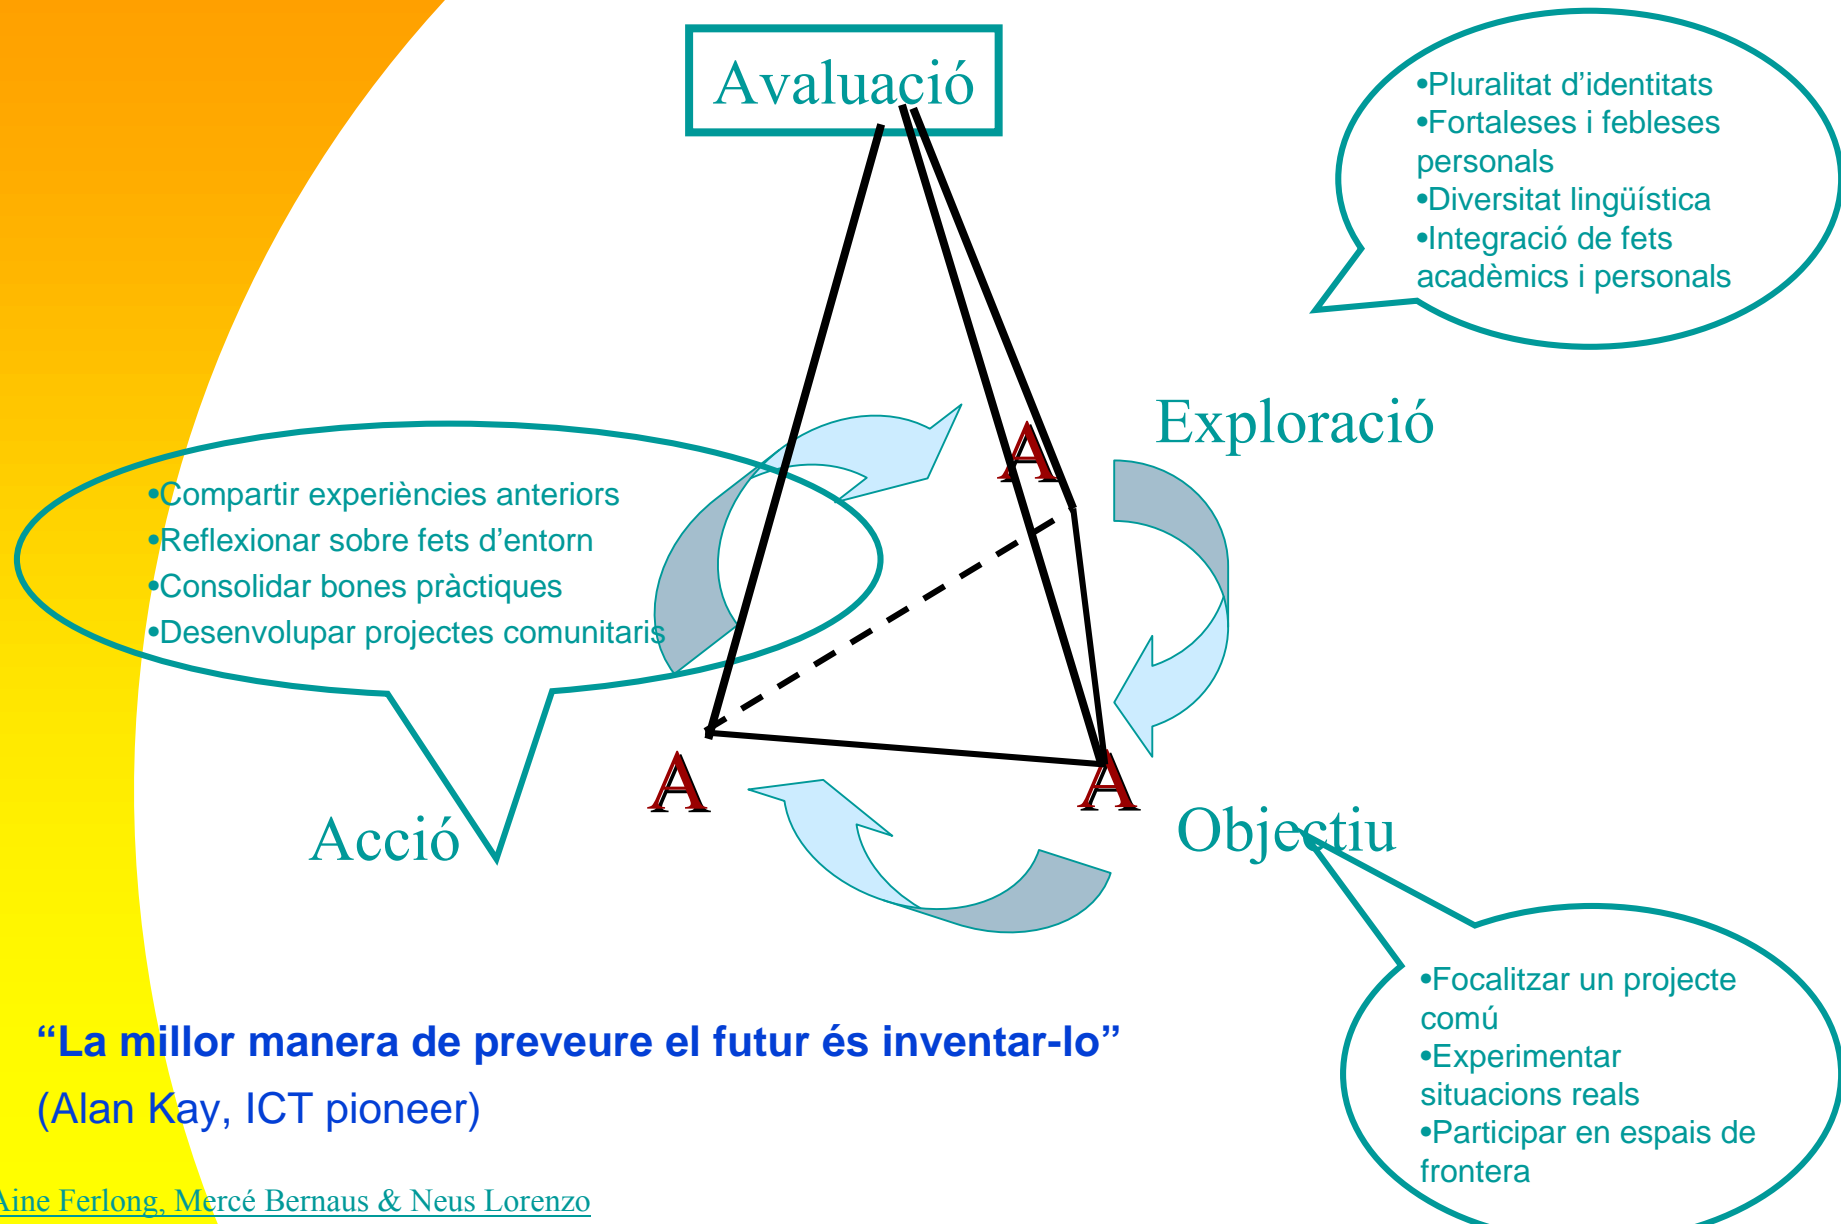 Avaluació
•Pluralitat d’identitats
•Fortaleses i febleses
personals
•Diversitat lingüística
•Integració de fets
acadèmics i personals
Exploració
A
•Compartir experiències anteriors
•Reflexionar sobre fets d’entorn
•Consolidar bones pràctiques
•Desenvolupar projectes comunitaris
A
A
Acció
Objectiu
•Focalitzar un projecte
comú
•Experimentar
situacions reals
•Participar en espais de
frontera
“La millor manera de preveure el futur és inventar-lo”
(Alan Kay, ICT pioneer)
Aine Ferlong, Mercé Bernaus & Neus Lorenzo